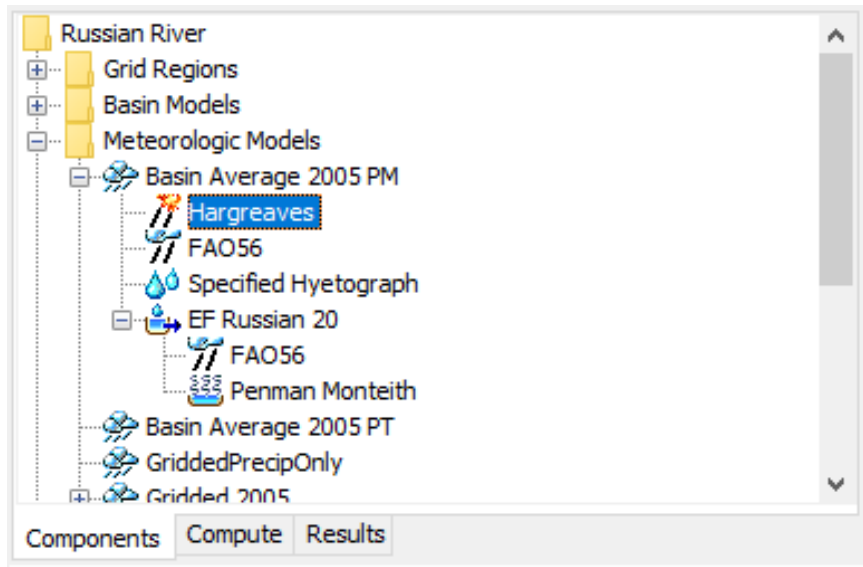 Russian River
Grid Regions
Basin Models
Meteorologic Models
Basin Average 2005 PM
Hargreaves
FAO56
Specified Hyetograph
EF Russian 20
FAO56
Penman Monteith
Basin Average 2005 PT
GriddedPrecipOnly
Gridded 2005
Components Compute Results